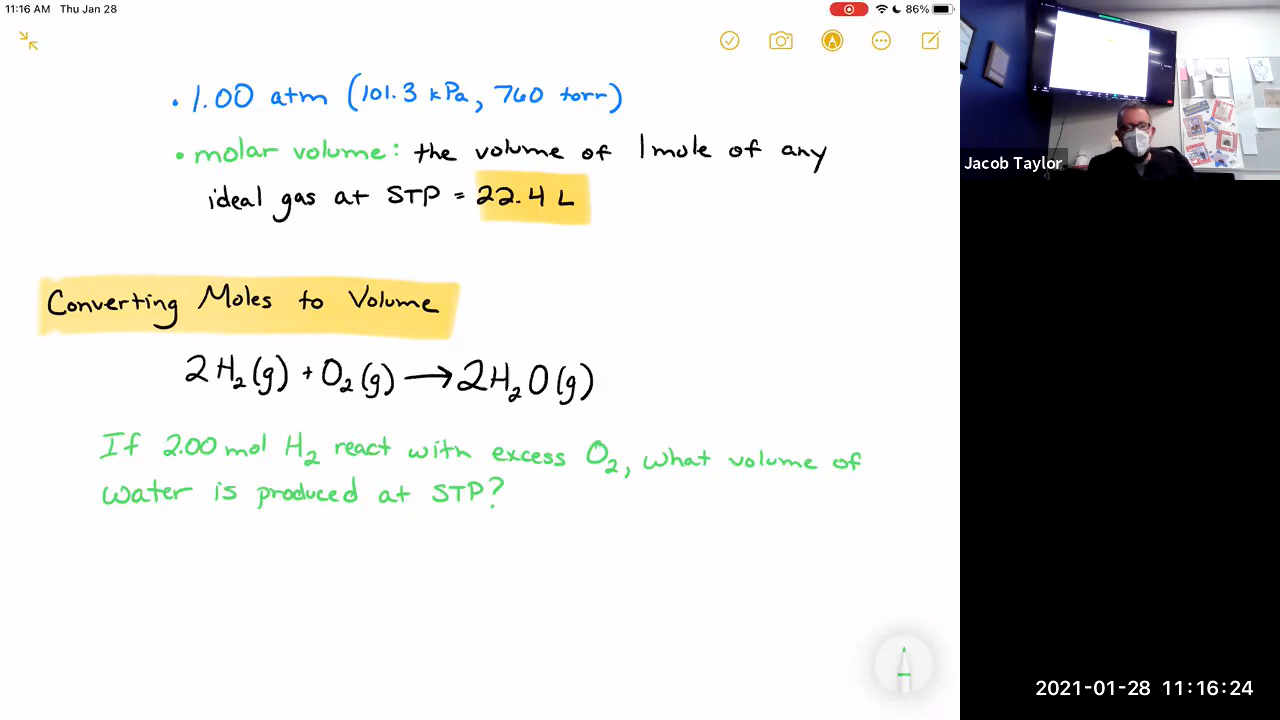 11:16 AM Thu Jan 28
86%
• 1.00 atm (101.3 kPa, 760 torr)
• molar volume: the volume of 1 mole of any
ideal gas at STP = 22.4 L
Converting Moles to Volume
2H₂(g) + O₂(g) → 2H₂O(g)
If 2.00 mol H₂ react with excess O₂, what volume of
water is produced at STP?
Jacob Taylor
2021-01-28 11:16:24